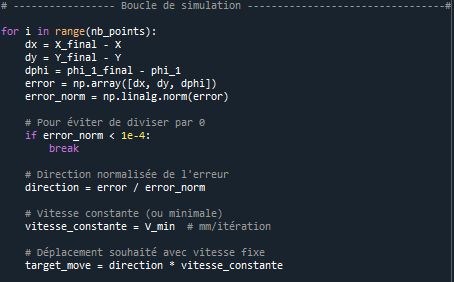 # ----------------- Boucle de simulation ---------------------------------#
for i in range(nb_points):
    dx = X_final - X
    dy = Y_final - Y
    dphi = phi_1_final - phi_1
    error = np.array([dx, dy, dphi])
    error_norm = np.linalg.norm(error)
    # Pour éviter de diviser par 0
    if error_norm < 1e-4:
        break
    # Direction normalisée de l'erreur
    direction = error / error_norm
    # Vitesse constante (ou minimale)
    vitesse_constante = V_min  # mm/itération
    # Déplacement souhaité avec vitesse fixe
    target_move = direction * vitesse_constante